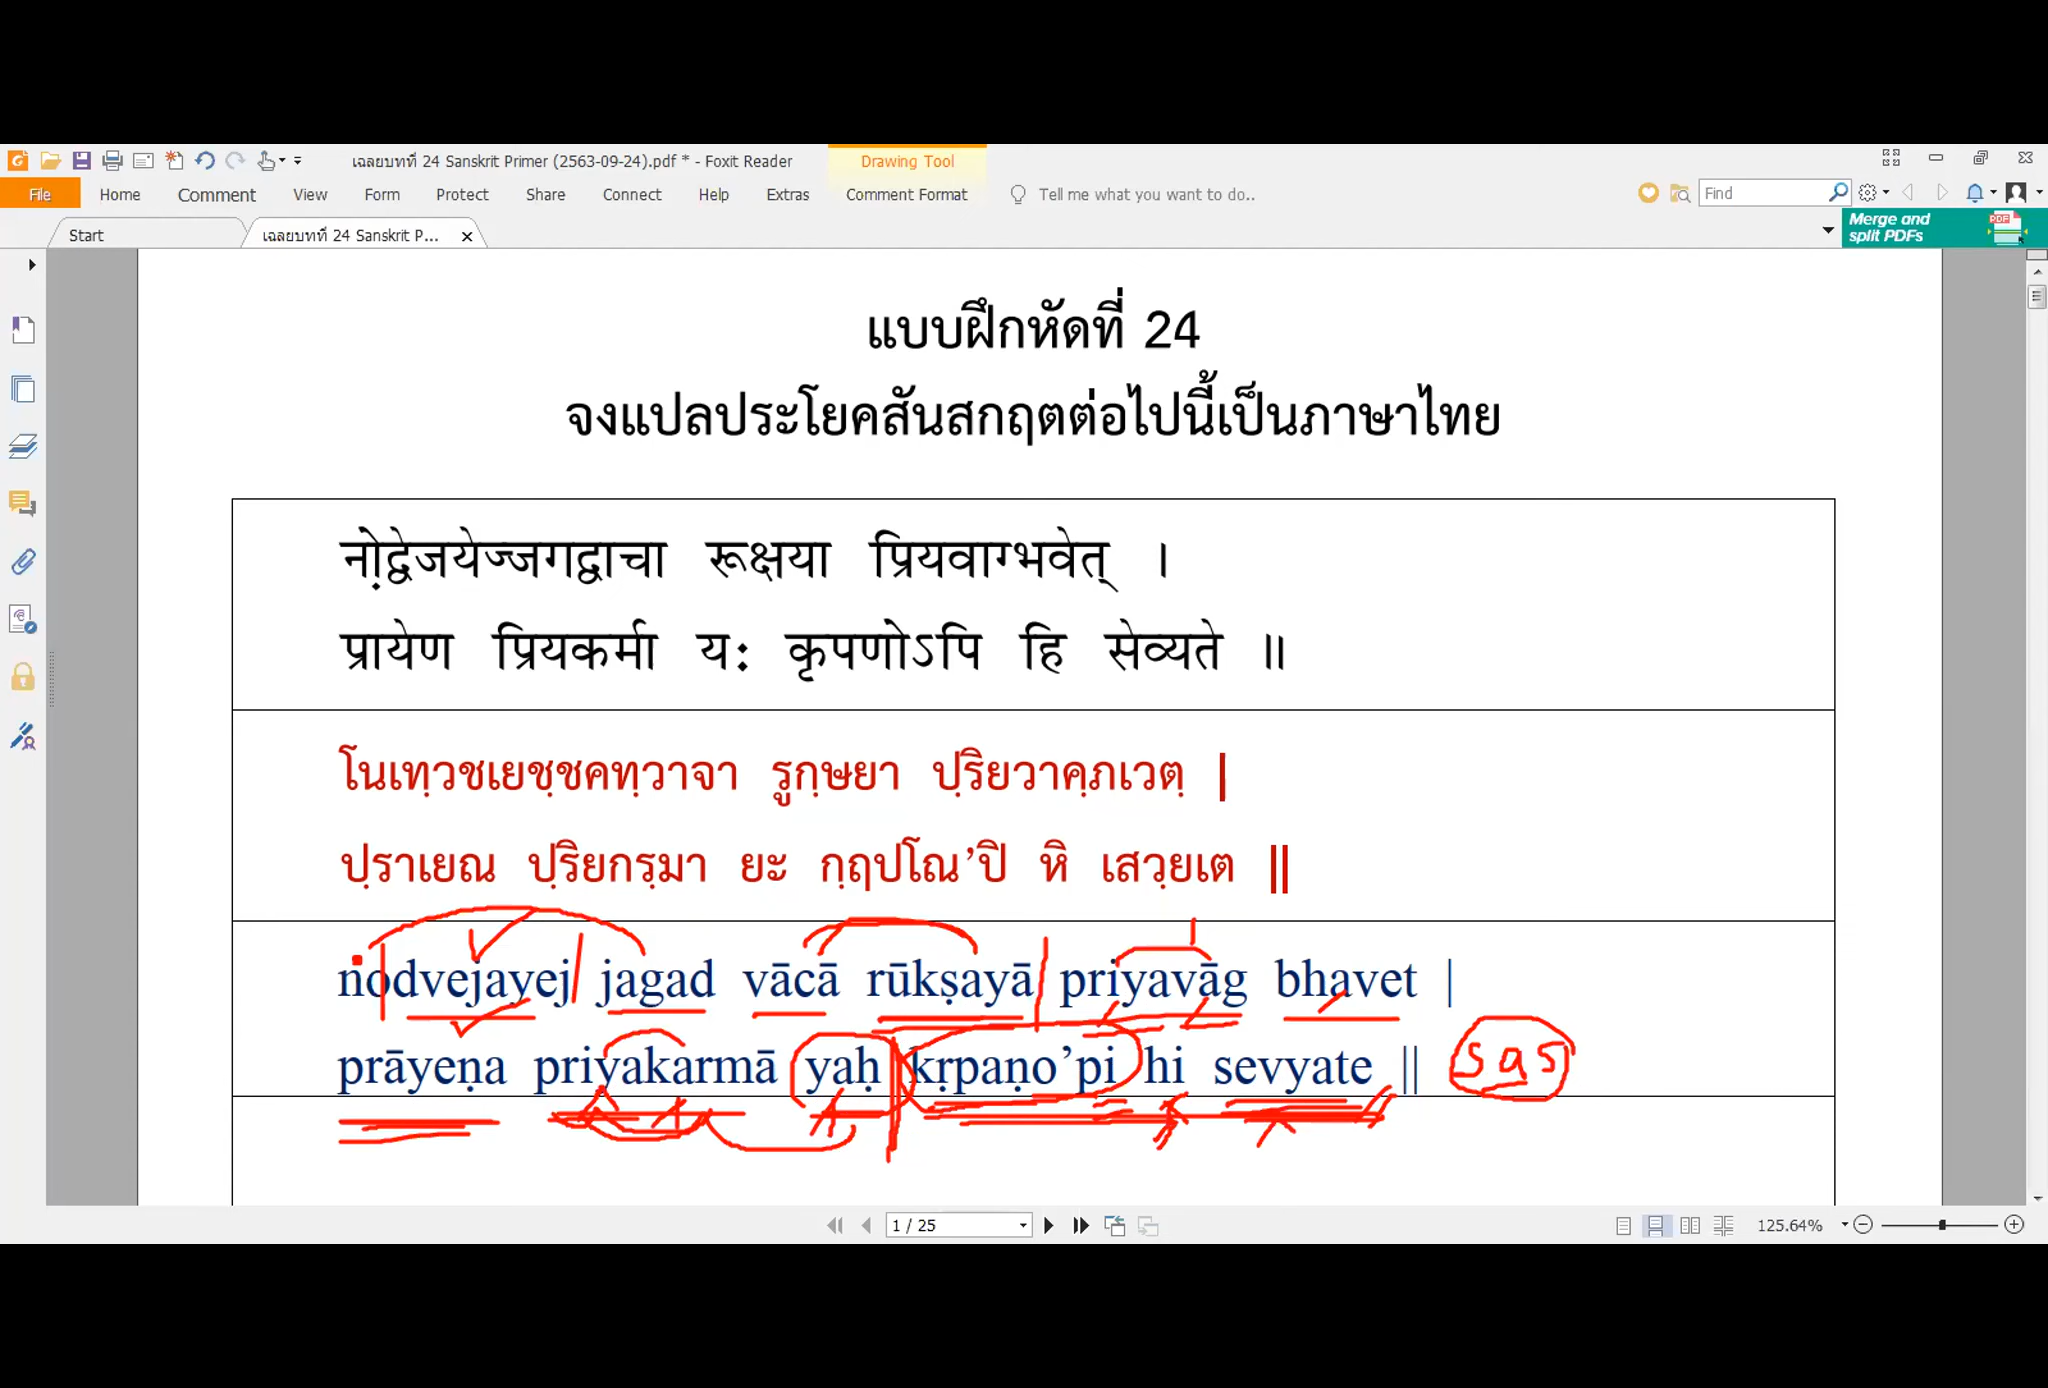 เฉลยบทที่ 24 Sanskrit Primer (2563-09-24).pdf * - Foxit Reader
Drawing Tool
File Home Comment View Form Protect Share Connect Help Extras Comment Format Tell me what you want to do.. Find
Start เฉลยบทที่ 24 Sanskrit P...
Merge and
split PDFs
แบบฝึกหัดที่ 24
จงแปลประโยคสันสกฤตต่อไปนี้เป็นภาษาไทย
नोद्वेजयेज्जगद्वाचा रूक्षया प्रियवाग्भवेत् ।
प्रायेण प्रियकर्मा यः कृपणोऽपि हि सेव्यते ॥
โนเทฺวชเยชฺชคทฺวาจา รูกฺษยา ปฺริยวาคฺภเวตฺ |
ปฺราเยณ ปฺริยกรฺมา ยะ กฺฤปโณ’ปิ หิ เสวฺยเต ||
nodvejayej jagad vācā rūkṣayā priyavāg bhavet |
prāyeṇa priyakarmā yaḥ kṛpaṇo’pi hi sevyate || sas
1 / 25
125.64%